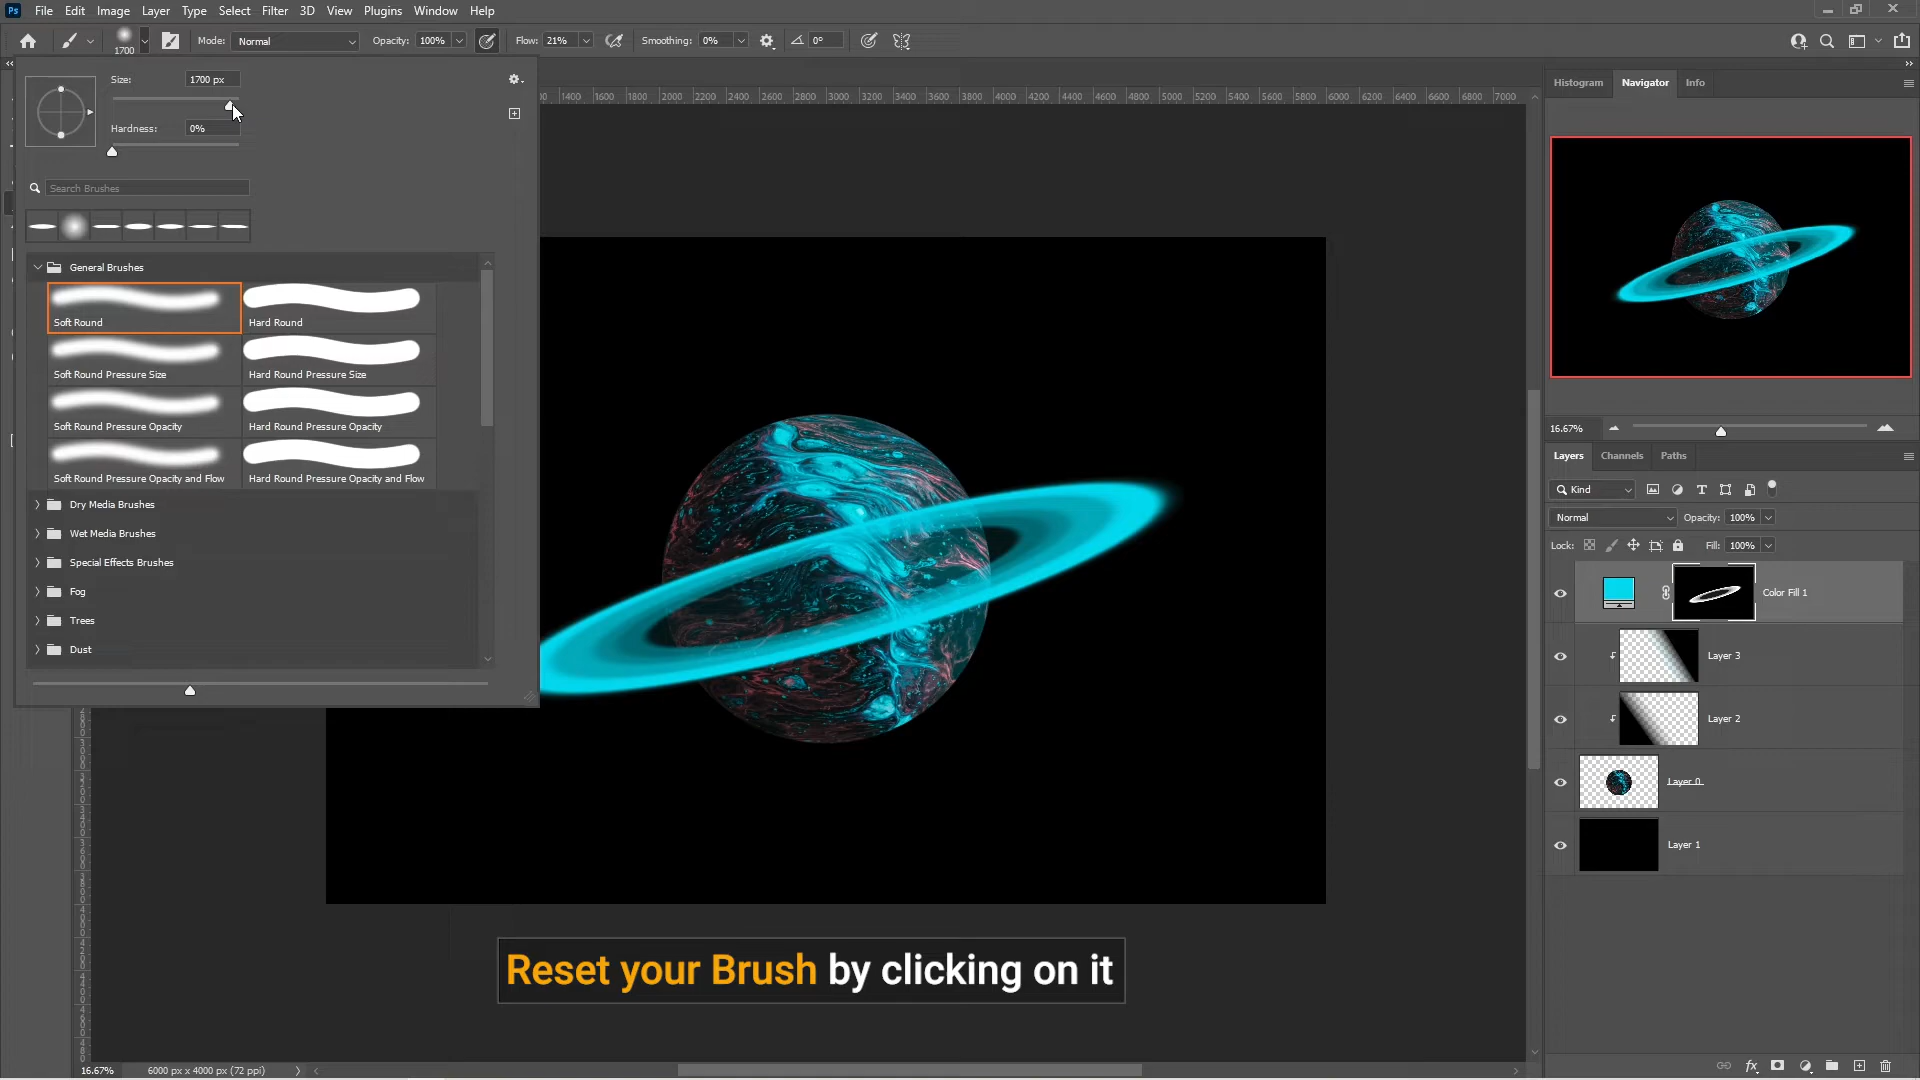 Ps File Edit Image Layer Type Select Filter 3D View Plugins Window Help
1700 Mode: Normal Opacity: 100% Flow: 21% Smoothing: 0% 0°
Size: 1700 px
Hardness: 0%
Search Brushes
General Brushes
Soft Round Hard Round
Soft Round Pressure Size Hard Round Pressure Size
Soft Round Pressure Opacity Hard Round Pressure Opacity
Soft Round Pressure Opacity and Flow Hard Round Pressure Opacity and Flow
Dry Media Brushes
Wet Media Brushes
Special Effects Brushes
Fog
Trees
Dust
1400 1600 1800 2000 2200 2400 2600 2800 3000 3200 3400 3600 3800 4000 4200 4400 4600 4800 5000 5200 5400 5600 5800 6000 6200 6400 6600 6800 7000
Histogram Navigator Info
16.67%
Layers Channels Paths
Kind
Normal Opacity: 100%
Lock: Fill: 100%
Color Fill 1
Layer 3
Layer 2
Layer 0
Layer 1
fx
Reset your Brush by clicking on it
16.67% 6000 px x 4000 px (72 ppi)